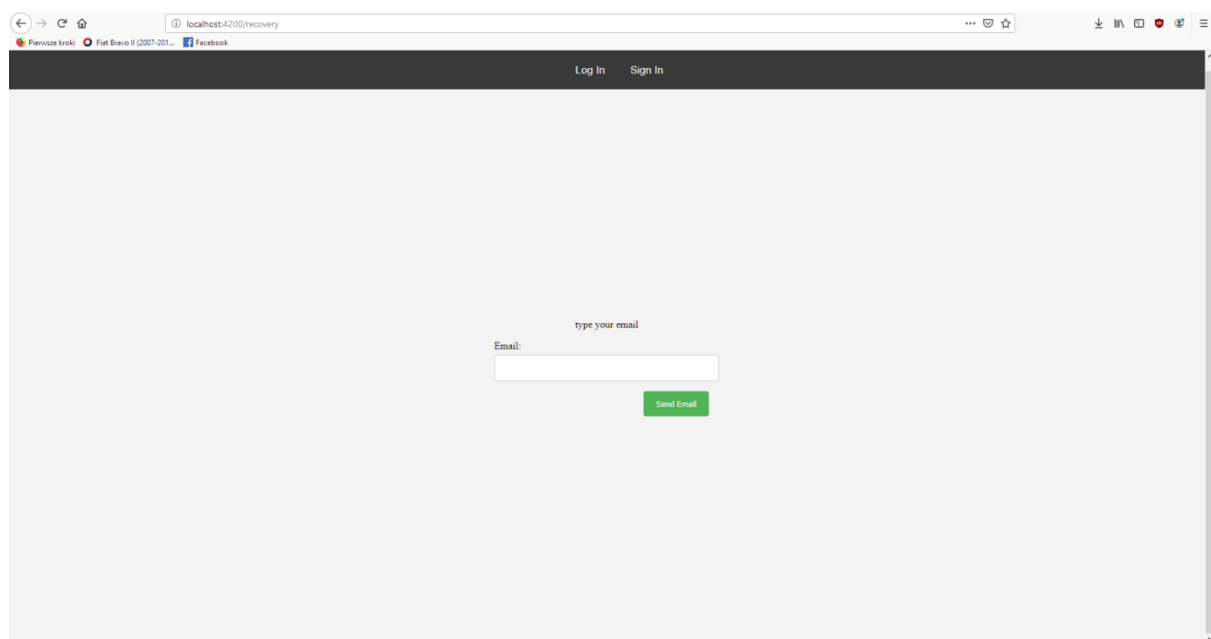 localhost:4200/recovery
Pierwsze kroki Fiat Bravo II (2007-201... Facebook
Log In Sign In
type your email
Email:
Send Email